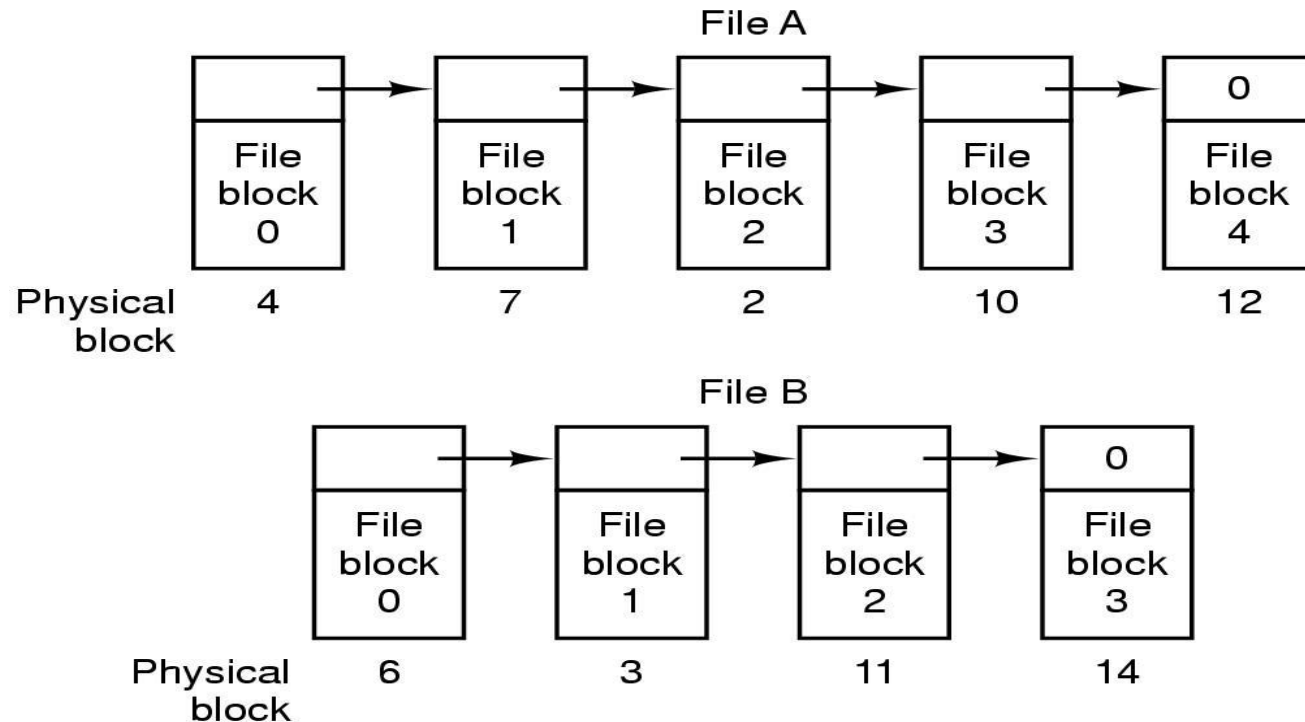 File A
0
File block 0
File block 1
File block 2
File block 3
File block 4
Physical block
4 7 2 10 12
File B
0
File block 0
File block 1
File block 2
File block 3
Physical block
6 3 11 14